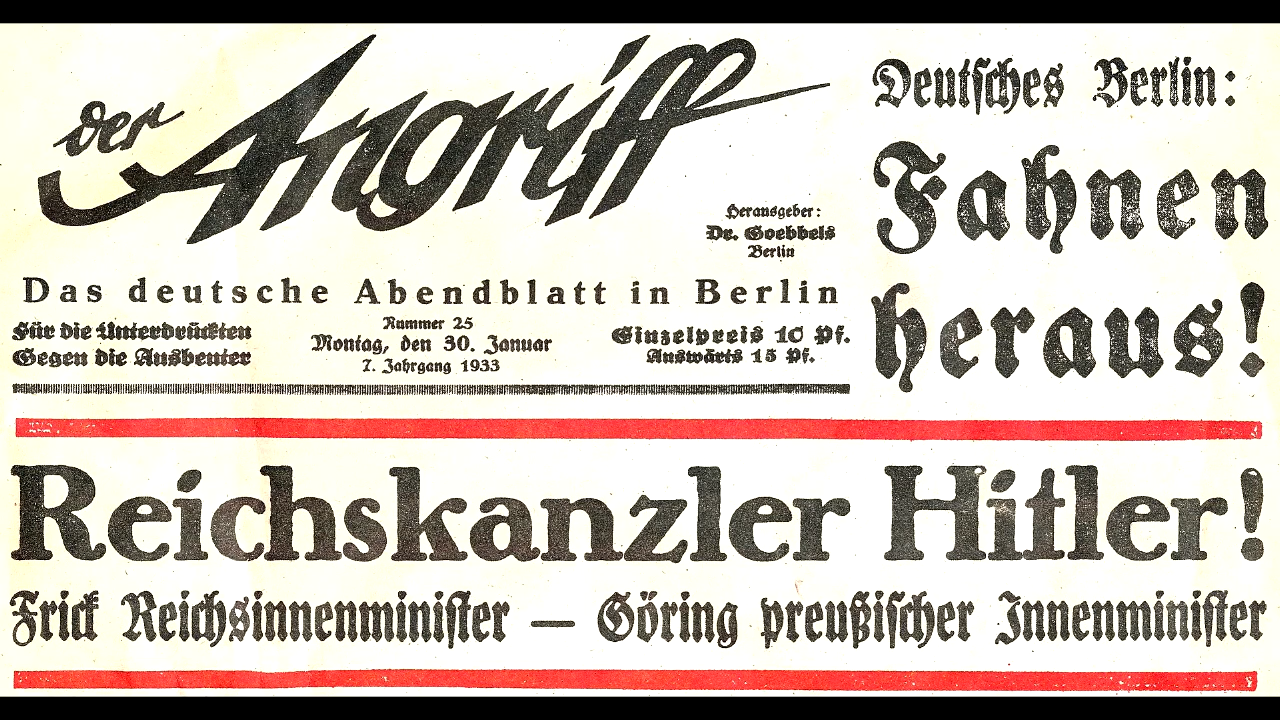 der Angriff
Herausgeber:
Dr. Goebbels
Berlin
Das deutsche Abendblatt in Berlin
Für die Unterdrückten
Gegen die Ausbeuter
Nummer 25
Montag, den 30. Januar
7. Jahrgang 1933
Einzelpreis 10 Pf.
Auswärts 15 Pf.
Deutsches Berlin:
Fahnen
heraus!
Reichskanzler Hitler!
Frick Reichsinnenminister — Göring preußischer Innenminister